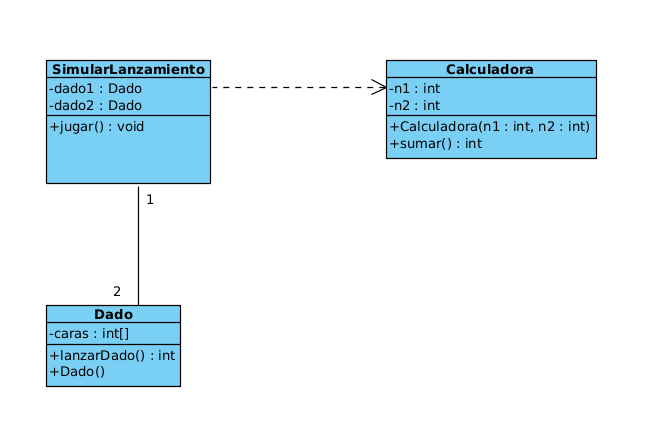 SimularLanzamiento
-dado1 : Dado
-dado2 : Dado
+jugar() : void
Calculadora
-n1 : int
-n2 : int
+Calculadora(n1 : int, n2 : int)
+sumar() : int
1
2
Dado
-caras : int[]
+lanzarDado() : int
+Dado()